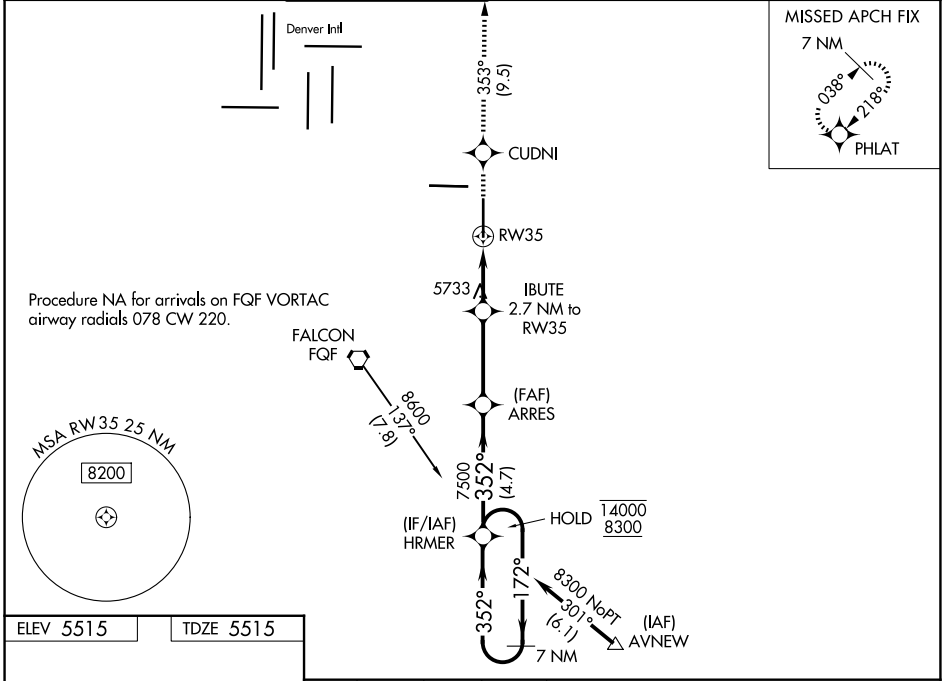 Denver Intl
MISSED APCH FIX
7 NM
038°
218°
PHLAT
353°
(9.5)
CUDNI
RW35
5733
IBUTE
2.7 NM to
RW35
Procedure NA for arrivals on FQF VORTAC
airway radials 078 CW 220.
FALCON
FQF
8600
137°
(7.8)
(FAF)
ARRES
MSA RW35 25 NM
8200
7500
352°
(4.7)
(IF/IAF)
HRMER
HOLD
14000
8300
352°
172°
8300 NoPT
301°
(6.1)
(IAF)
AVNEW
7 NM
ELEV 5515
TDZE 5515